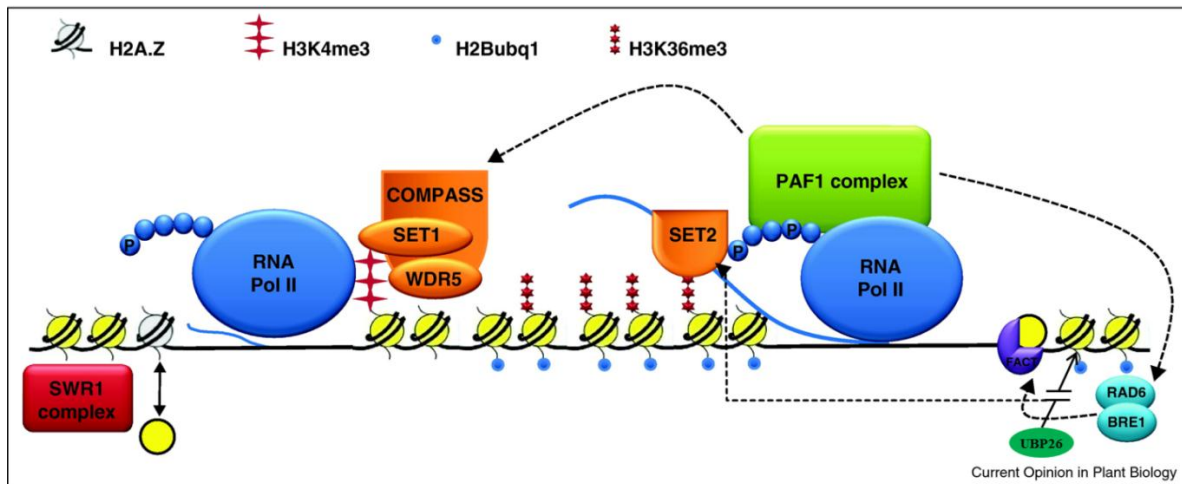 H2A.Z
H3K4me3
H2Bubq1
H3K36me3
PAF1 complex
COMPASS
SET1
WDR5
SET2
P
RNA
Pol II
P
P
RNA
Pol II
SWR1
complex
FACT
RAD6
BRE1
UBP26
Current Opinion in Plant Biology